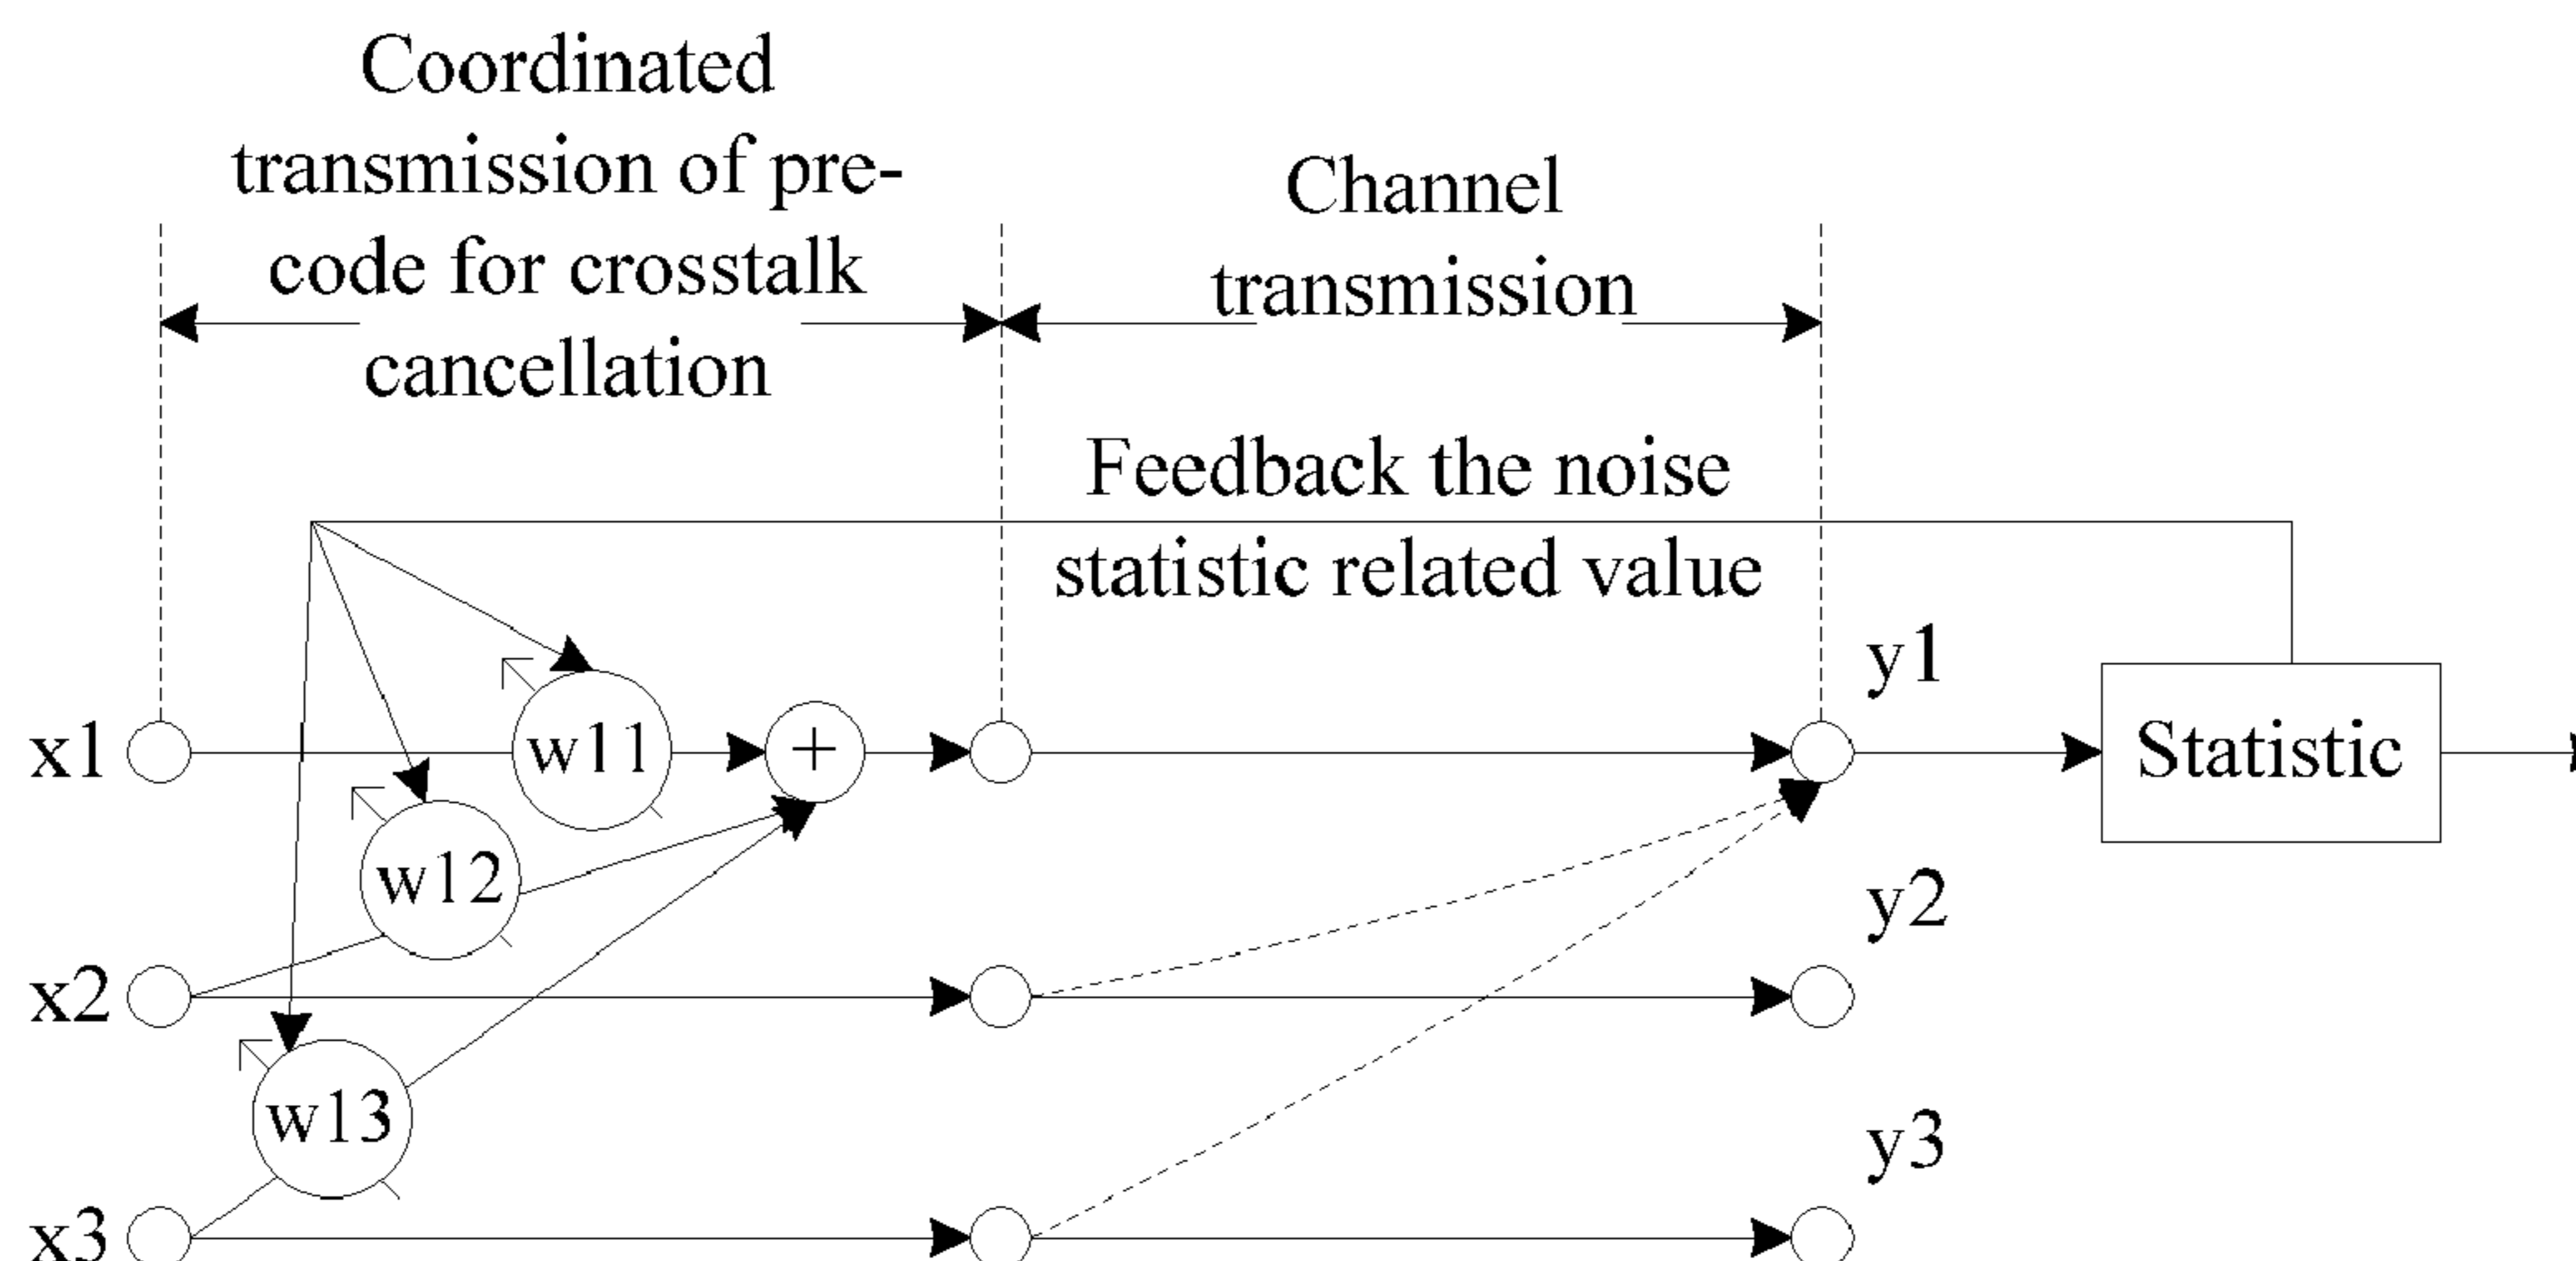 Coordinated
transmission of pre-
code for crosstalk
cancellation
Channel
transmission
Feedback the noise
statistic related value
y1
x1
w11
+
Statistic
w12
y2
x2
w13
y3
x3